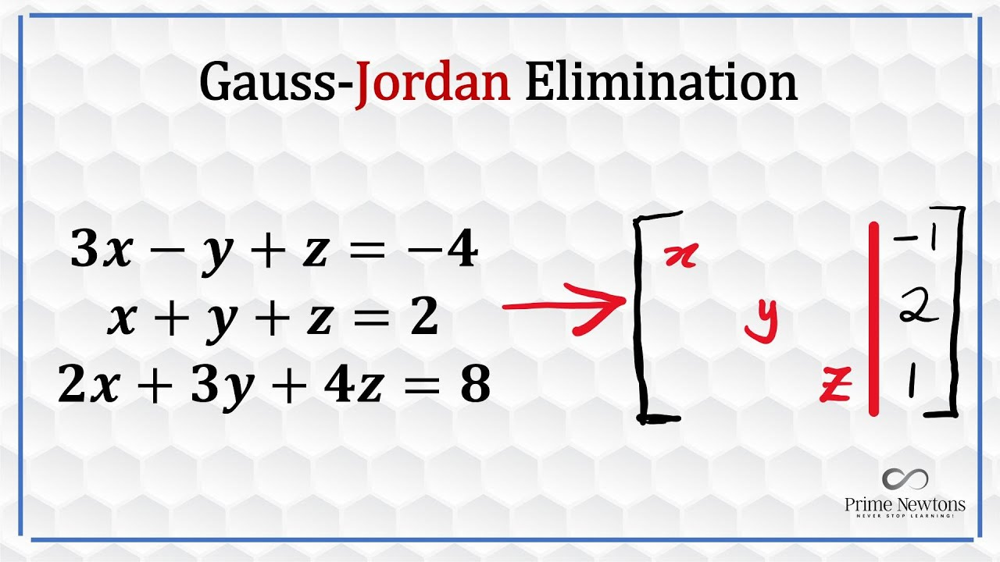 Gauss-Jordan Elimination
3x − y + z = −4
x + y + z = 2
2x + 3y + 4z = 8
x -1
y 2
z 1
Prime Newtons
NEVER STOP LEARNING!